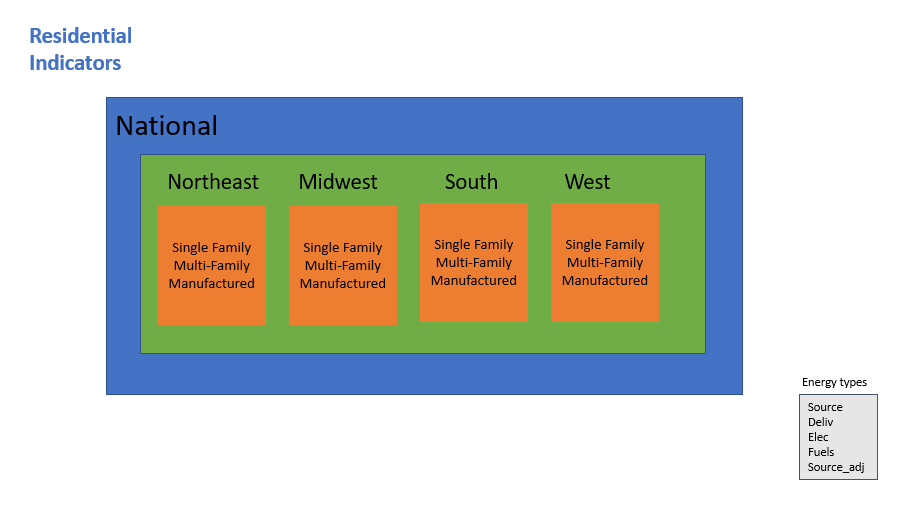 Residential
Indicators
National
Northeast
Single Family
Multi-Family
Manufactured
Midwest
Single Family
Multi-Family
Manufactured
South
Single Family
Multi-Family
Manufactured
West
Single Family
Multi-Family
Manufactured
Energy types
Source
Deliv
Elec
Fuels
Source_adj